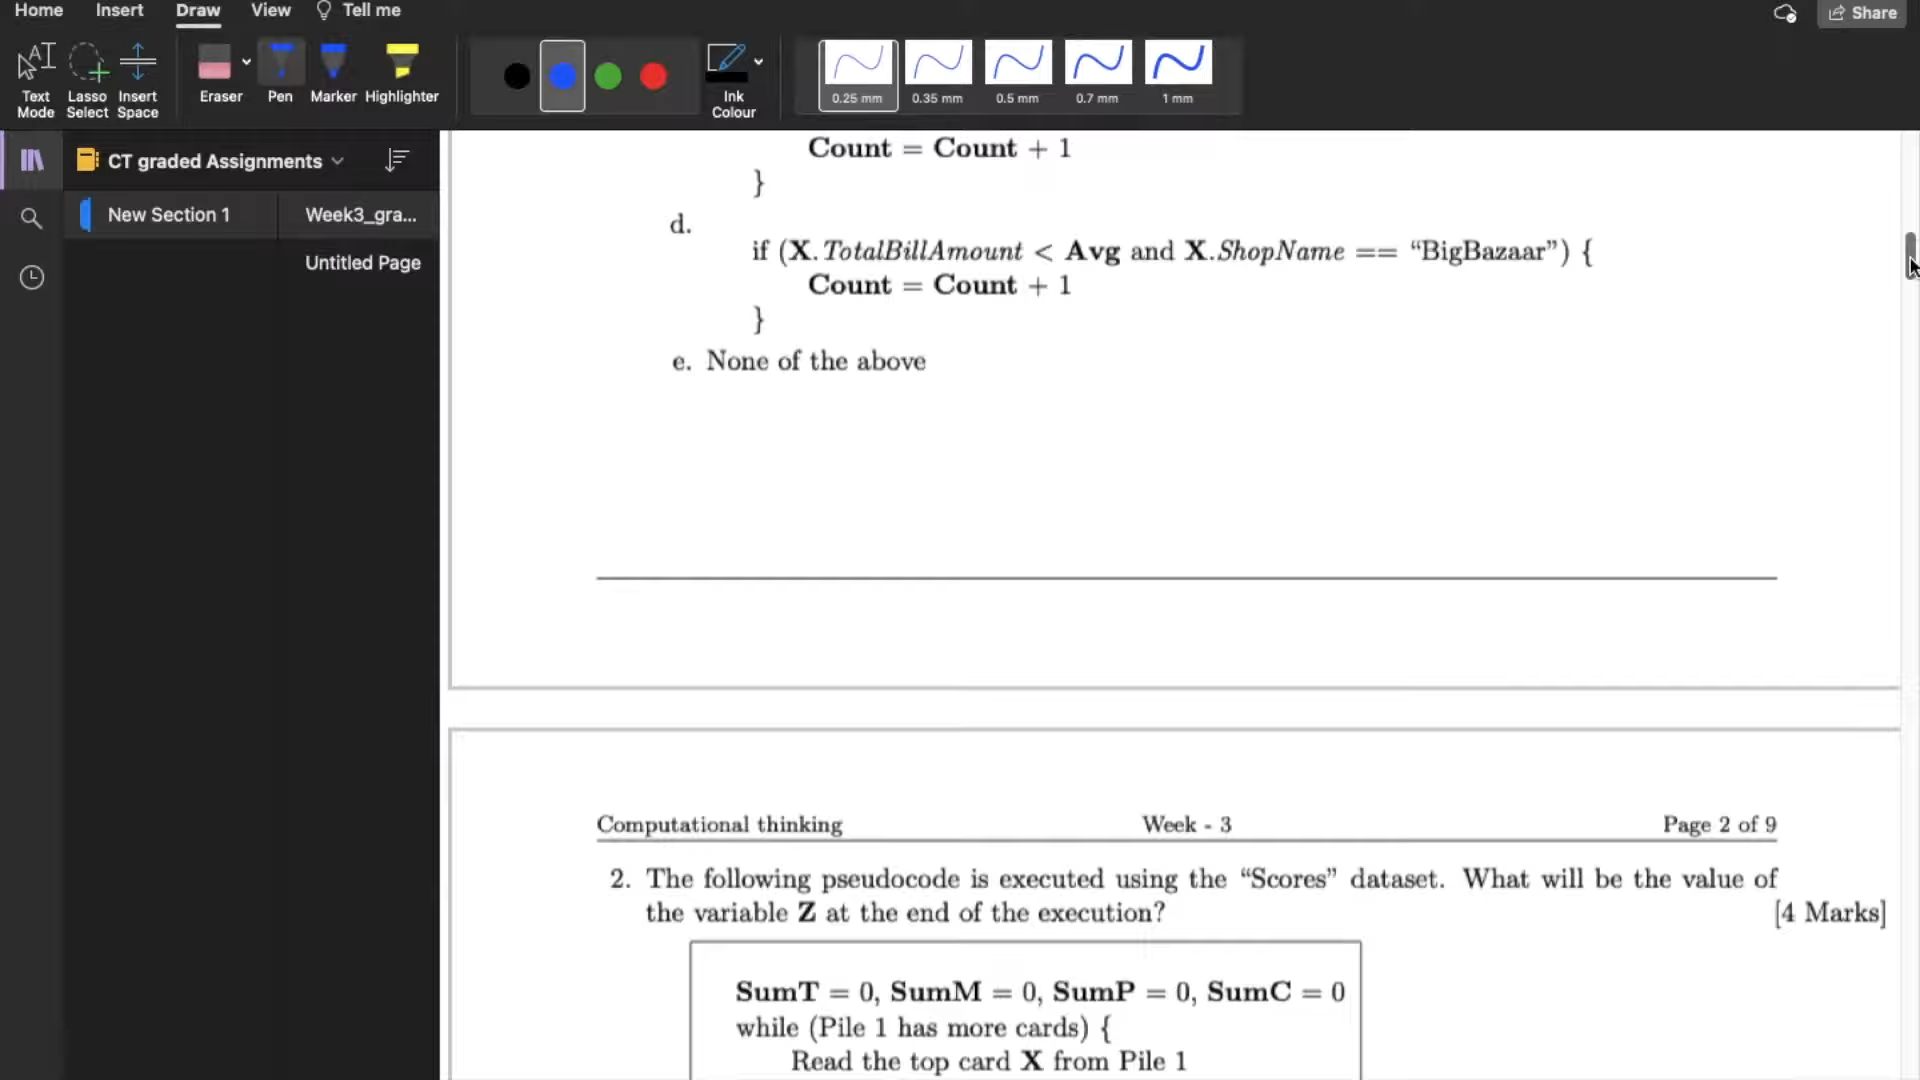 Home Insert Draw View Tell me
Share
Text Mode
Lasso Select
Insert Space
Eraser
Pen
Marker
Highlighter
Ink Colour
0.25 mm
0.35 mm
0.5 mm
0.7 mm
1 mm
CT graded Assignments
New Section 1
Week3_gra...
Untitled Page
Count = Count + 1
}
d.
if (X.TotalBillAmount < Avg and X.ShopName == “BigBazaar”) {
Count = Count + 1
}
e. None of the above
Computational thinking Week - 3 Page 2 of 9
2. The following pseudocode is executed using the “Scores” dataset. What will be the value of
the variable Z at the end of the execution? [4 Marks]
SumT = 0, SumM = 0, SumP = 0, SumC = 0
while (Pile 1 has more cards) {
Read the top card X from Pile 1